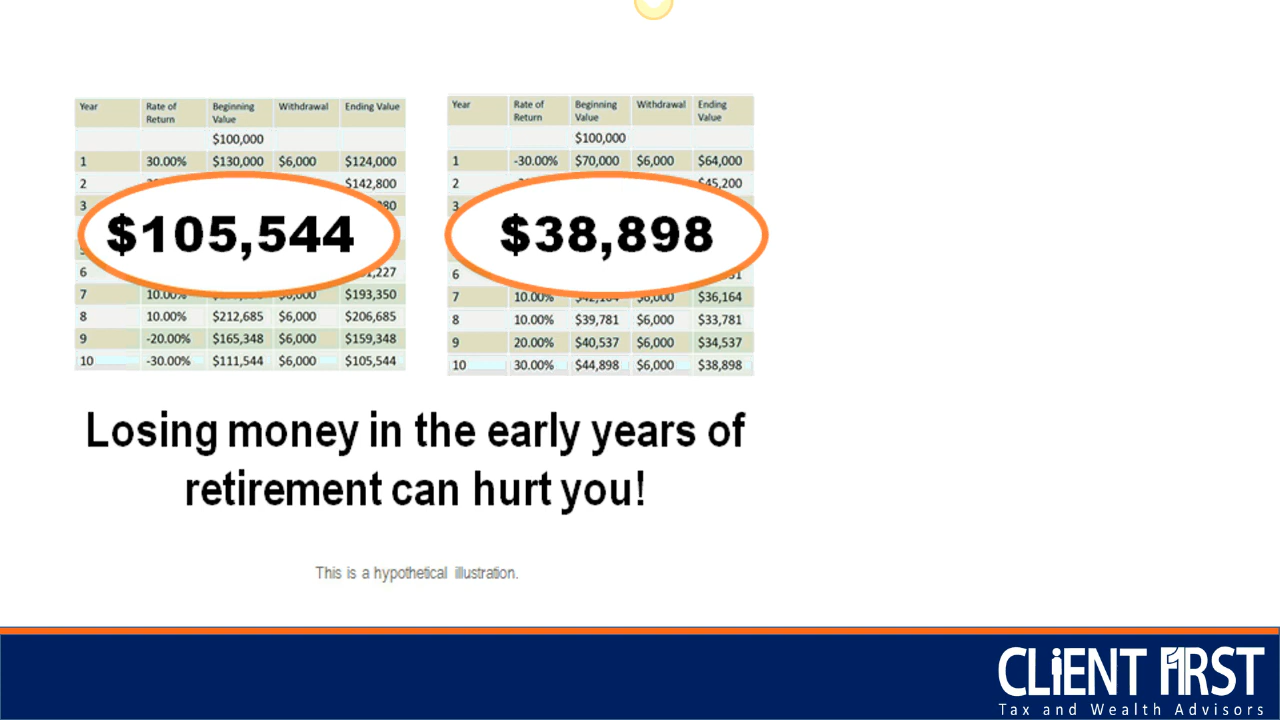 Year Rate of Return Beginning Value Withdrawal Ending Value
$100,000
1 30.00% $130,000 $6,000 $124,000
2 $142,800
3
$105,544
6
7 10.00% $6,000 $193,350
8 10.00% $212,685 $6,000 $206,685
9 -20.00% $165,348 $6,000 $159,348
10 -30.00% $111,544 $6,000 $105,544
Year Rate of Return Beginning Value Withdrawal Ending Value
$100,000
1 -30.00% $70,000 $6,000 $64,000
2 $45,200
3
$38,898
6
7 10.00% $42,164 $6,000 $36,164
8 10.00% $39,781 $6,000 $33,781
9 20.00% $40,537 $6,000 $34,537
10 30.00% $44,898 $6,000 $38,898
Losing money in the early years of
retirement can hurt you!
This is a hypothetical illustration.
CLiENT FIRST
Tax and Wealth Advisors